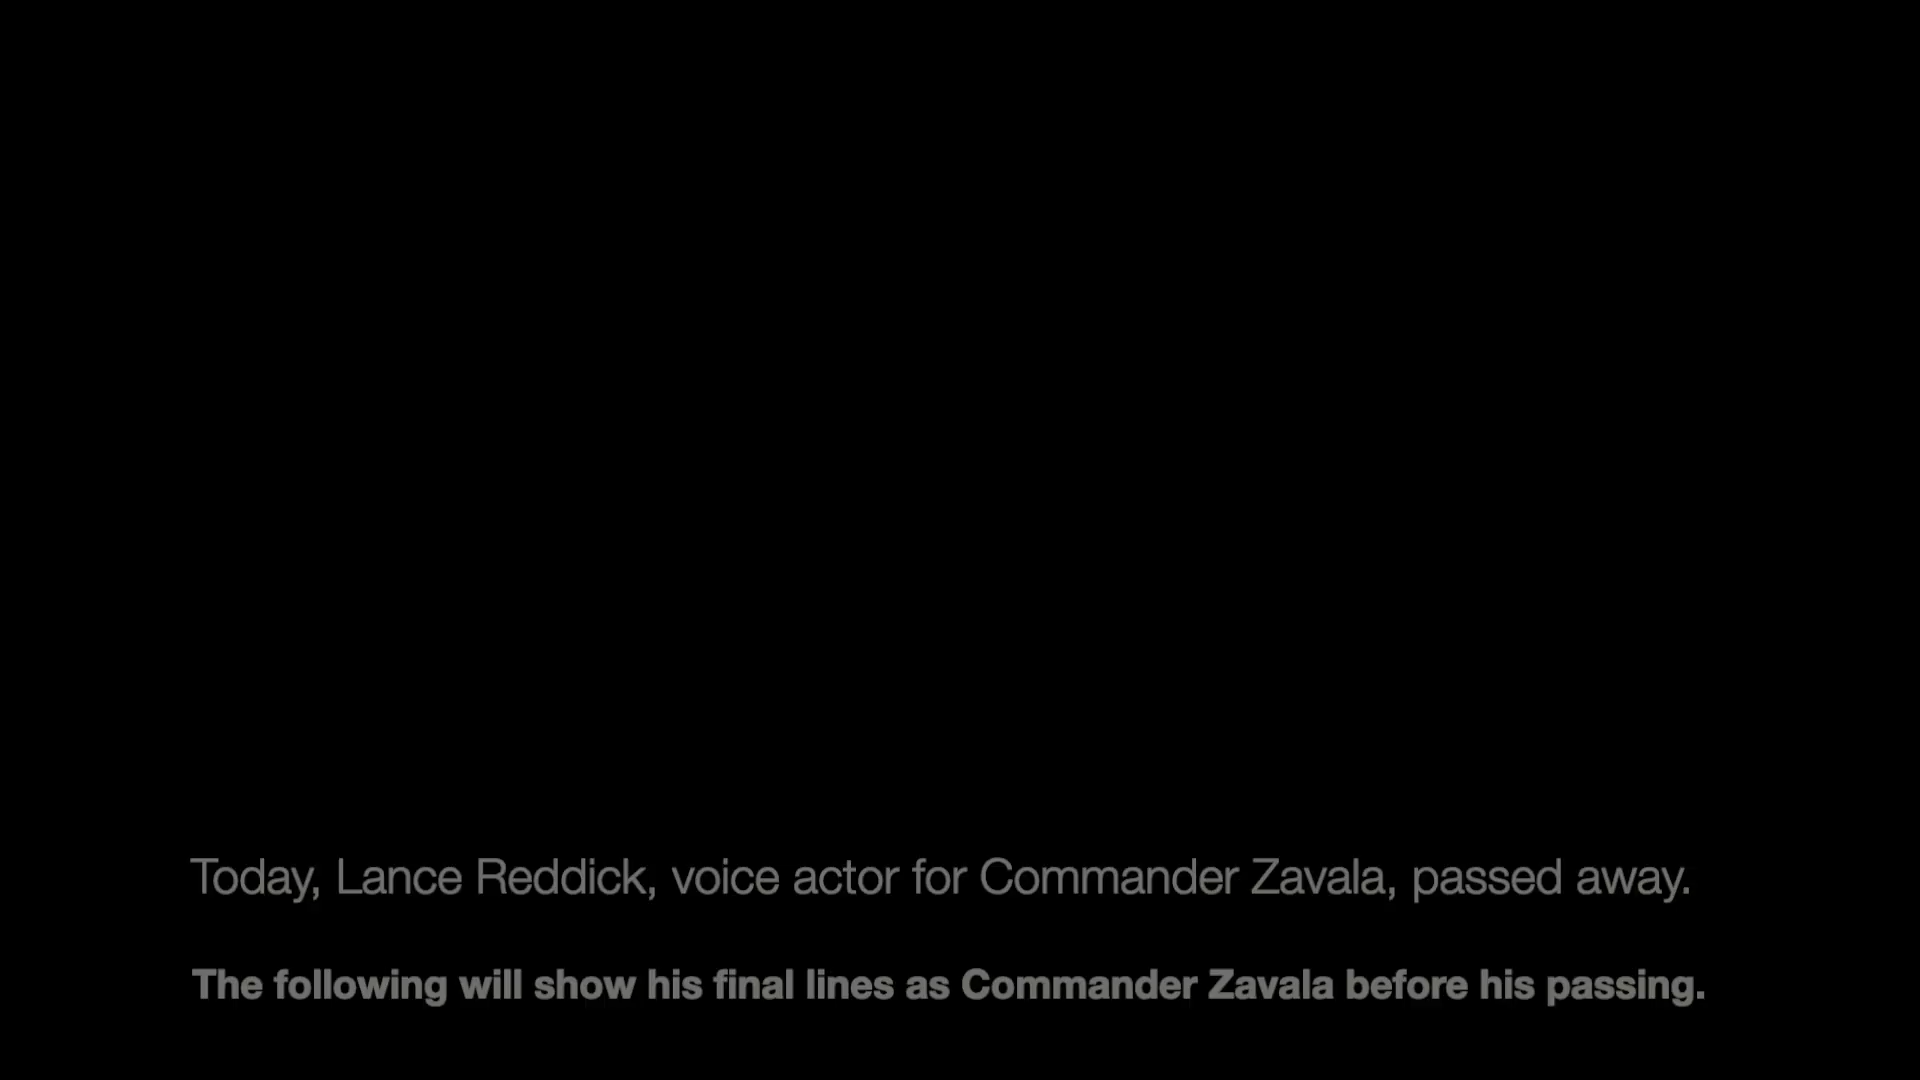 Today, Lance Reddick, voice actor for Commander Zavala, passed away.
The following will show his final lines as Commander Zavala before his passing.